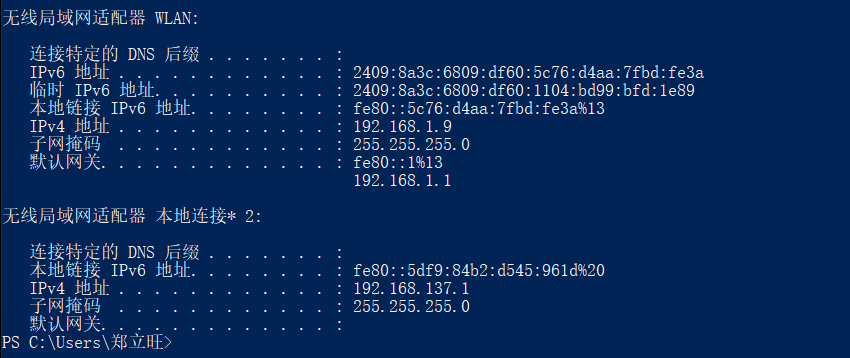 无线局域网适配器 WLAN:
连接特定的 DNS 后缀 . . . . . . . :
IPv6 地址 . . . . . . . . . . . . : 2409:8a3c:6809:df60:5c76:d4aa:7fbd:fe3a
临时 IPv6 地址. . . . . . . . . . : 2409:8a3c:6809:df60:1104:bd99:bfd:1e89
本地链接 IPv6 地址. . . . . . . . : fe80::5c76:d4aa:7fbd:fe3a%13
IPv4 地址 . . . . . . . . . . . . : 192.168.1.9
子网掩码  . . . . . . . . . . . . : 255.255.255.0
默认网关. . . . . . . . . . . . . : fe80::1%13
192.168.1.1
无线局域网适配器 本地连接* 2:
连接特定的 DNS 后缀 . . . . . . . :
本地链接 IPv6 地址. . . . . . . . : fe80::5df9:84b2:d545:961d%20
IPv4 地址 . . . . . . . . . . . . : 192.168.137.1
子网掩码  . . . . . . . . . . . . : 255.255.255.0
默认网关. . . . . . . . . . . . . :
PS C:\Users\郑立旺>